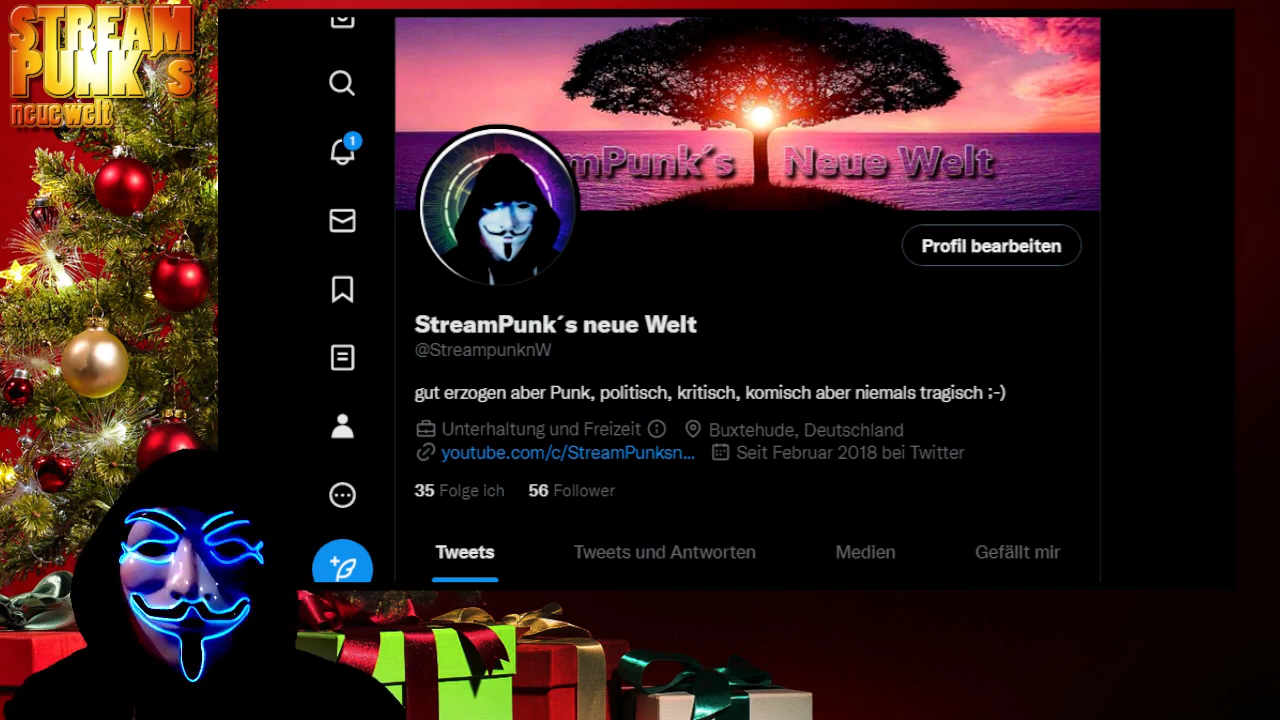 STREAM
PUNK´s
neue welt
1
mPunk´s Neue Welt
Profil bearbeiten
StreamPunk´s neue Welt
@StreampunknW
gut erzogen aber Punk, politisch, kritisch, komisch aber niemals tragisch ;-)
Unterhaltung und Freizeit Buxtehude, Deutschland
youtube.com/c/StreamPunksn... Seit Februar 2018 bei Twitter
35 Folge ich 56 Follower
Tweets Tweets und Antworten Medien Gefällt mir